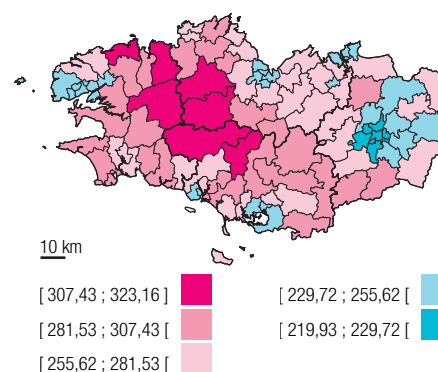 10 km
[ 307,43 ; 323,16 ]
[ 229,72 ; 255,62 [
[ 281,53 ; 307,43 [
[ 219,93 ; 229,72 [
[ 255,62 ; 281,53 [